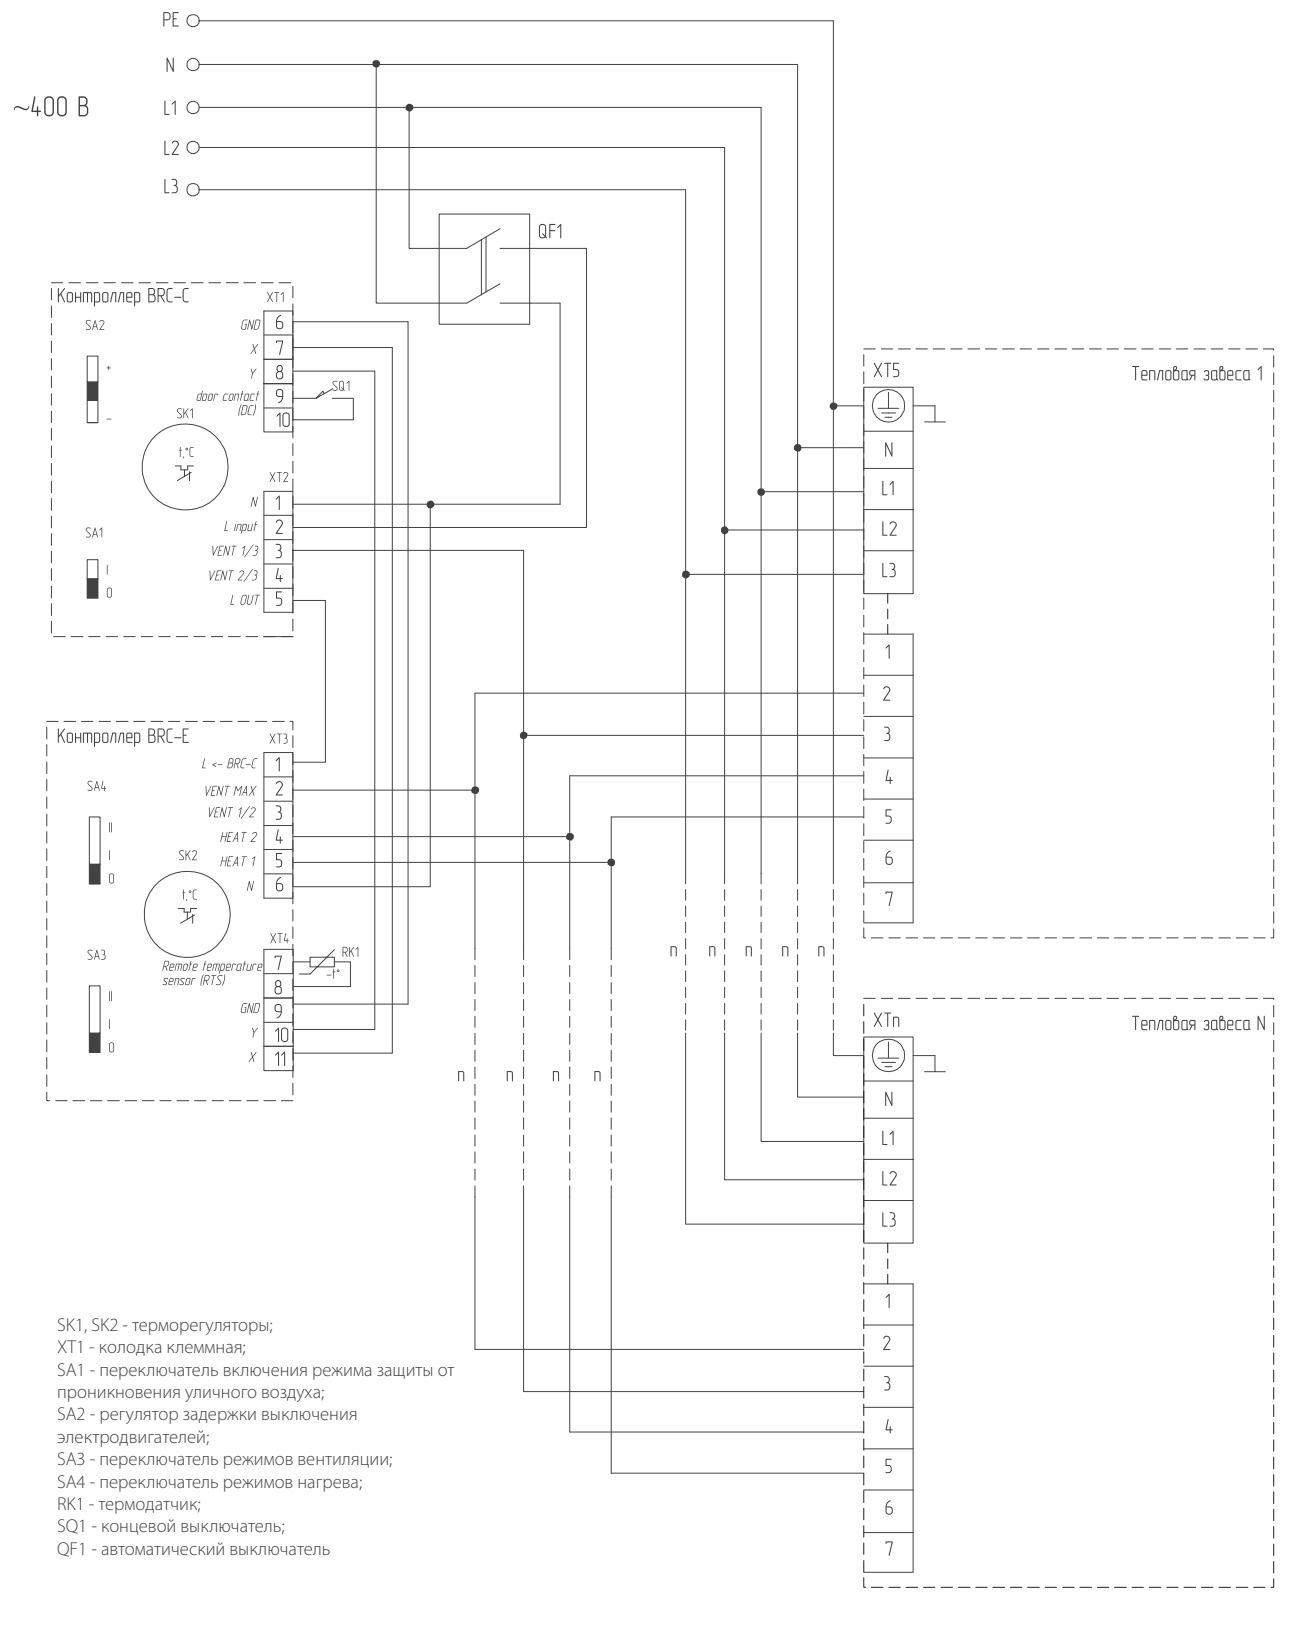 PE
N
~400 В
L1
L2
L3
QF1
Контроллер BRC-C
XT1
SA2
+
-
GND 6
X 7
Y 8
door contact (DC) 9
10
SQ1
SK1
t,°C
XT2
N 1
L input 2
VENT 1/3 3
VENT 2/3 4
L OUT 5
SA1
I
0
Контроллер BRC-E
XT3
L <- BRC-C 1
VENT MAX 2
VENT 1/2 3
HEAT 2 4
HEAT 1 5
N 6
SA4
II
I
0
SK2
t,°C
XT4
Remote temperature 7
sensor (RTS) 8
GND 9
Y 10
X 11
RK1
-t°
SA3
II
I
0
XT5
Тепловая завеса 1
N
L1
L2
L3
1
2
3
4
5
6
7
n n n n n
n n n n
XTn
Тепловая завеса N
N
L1
L2
L3
1
2
3
4
5
6
7
SK1, SK2 - терморегуляторы;
XT1 - колодка клеммная;
SA1 - переключатель включения режима защиты от
проникновения уличного воздуха;
SA2 - регулятор задержки выключения
электродвигателей;
SA3 - переключатель режимов вентиляции;
SA4 - переключатель режимов нагрева;
RK1 - термодатчик;
SQ1 - концевой выключатель;
QF1 - автоматический выключатель